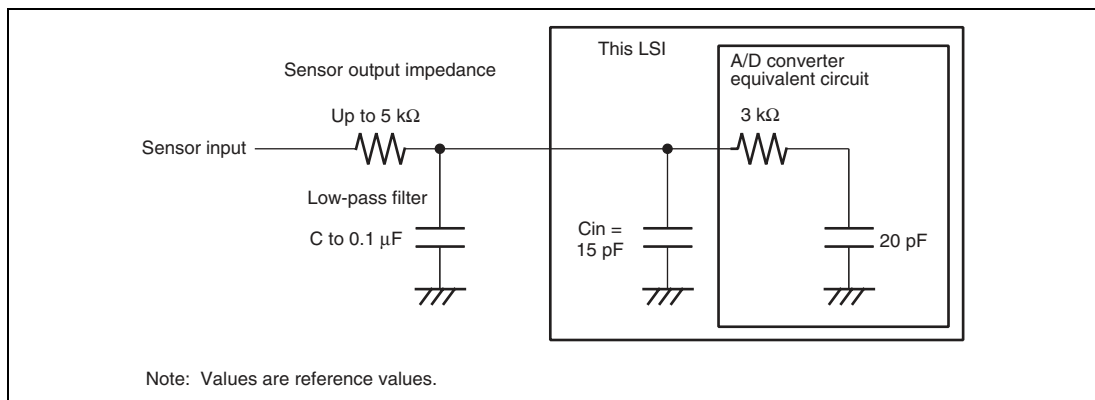 This LSI
A/D converter
equivalent circuit
Sensor output impedance
Up to 5 kΩ
3 kΩ
Sensor input
Low-pass filter
C to 0.1 μF
Cin =
15 pF
20 pF
Note: Values are reference values.